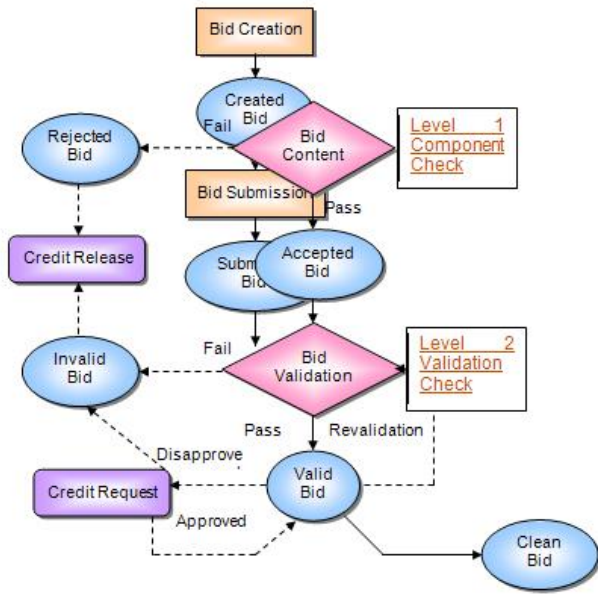 Bid Creation
Created
Bid
Fail
Bid
Content
Level 1
Component
Check
Rejected
Bid
Bid Submission
Pass
Credit Release
Accepted
Bid
Bid
Fail
Bid
Validation
Level 2
Validation
Check
Invalid
Bid
Pass
Revalidation
Disapprove
Valid
Bid
Credit Request
Approved
Clean
Bid